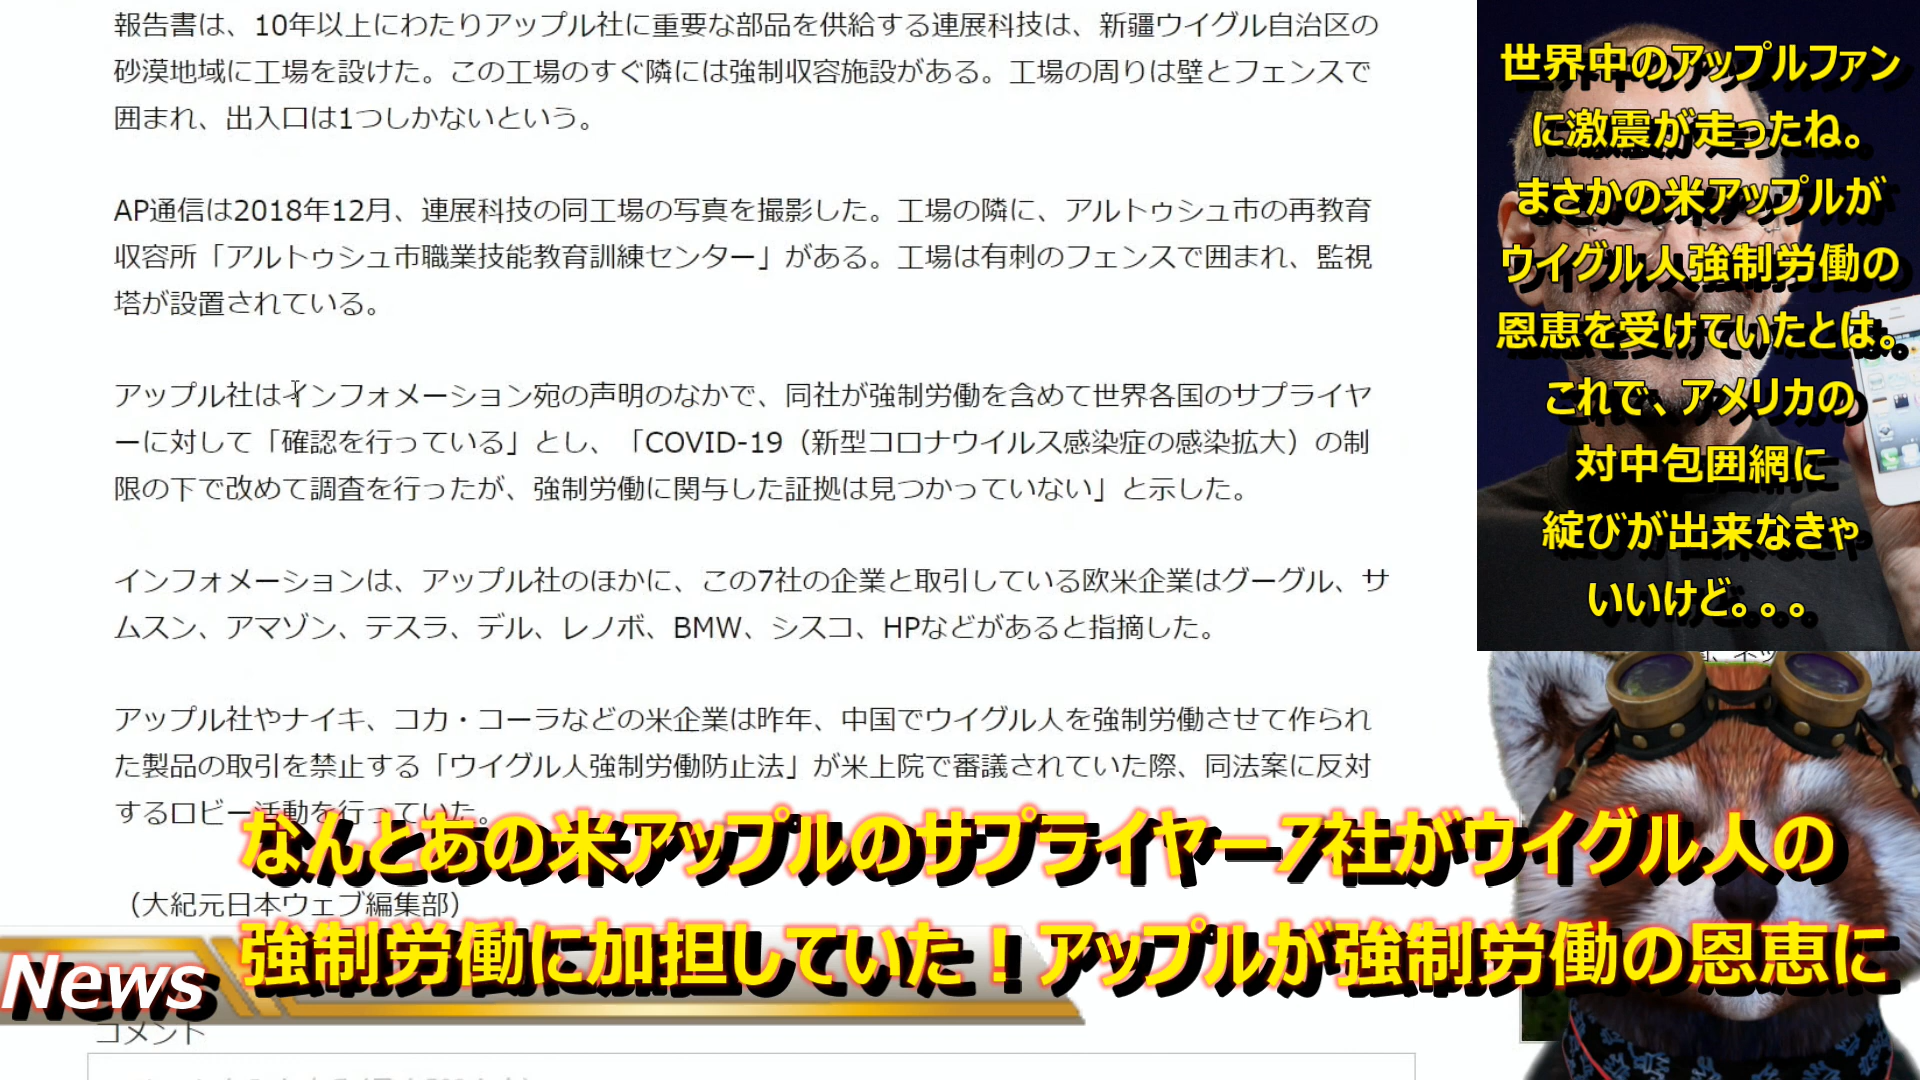 報告書は、10年以上にわたりアップル社に重要な部品を供給する連展科技は、新疆ウイグル自治区の
砂漠地域に工場を設けた。この工場のすぐ隣には強制収容施設がある。工場の周りは壁とフェンスで
囲まれ、出入口は1つしかないという。
AP通信は2018年12月、連展科技の同工場の写真を撮影した。工場の隣に、アルトゥシュ市の再教育
収容所「アルトゥシュ市職業技能教育訓練センター」がある。工場は有刺のフェンスで囲まれ、監視
塔が設置されている。
アップル社はインフォメーション宛の声明のなかで、同社が強制労働を含めて世界各国のサプライヤ
ーに対して「確認を行っている」とし、「COVID-19（新型コロナウイルス感染症の感染拡大）の制
限の下で改めて調査を行ったが、強制労働に関与した証拠は見つかっていない」と示した。
インフォメーションは、アップル社のほかに、この7社の企業と取引している欧米企業はグーグル、サ
ムスン、アマゾン、テスラ、デル、レノボ、BMW、シスコ、HPなどがあると指摘した。
アップル社やナイキ、コカ・コーラなどの米企業は昨年、中国でウイグル人を強制労働させて作られ
た製品の取引を禁止する「ウイグル人強制労働防止法」が米上院で審議されていた際、同法案に反対
するロビー活動を行っていた。
（大紀元日本ウェブ編集部）
コメント
世界中のアップルファン
に激震が走ったね。
まさかの米アップルが
ウイグル人強制労働の
恩恵を受けていたとは。
これで、アメリカの
対中包囲網に
綻びが出来なきゃ
いいけど。。。
なんとあの米アップルのサプライヤー7社がウイグル人の
強制労働に加担していた！アップルが強制労働の恩恵に
News